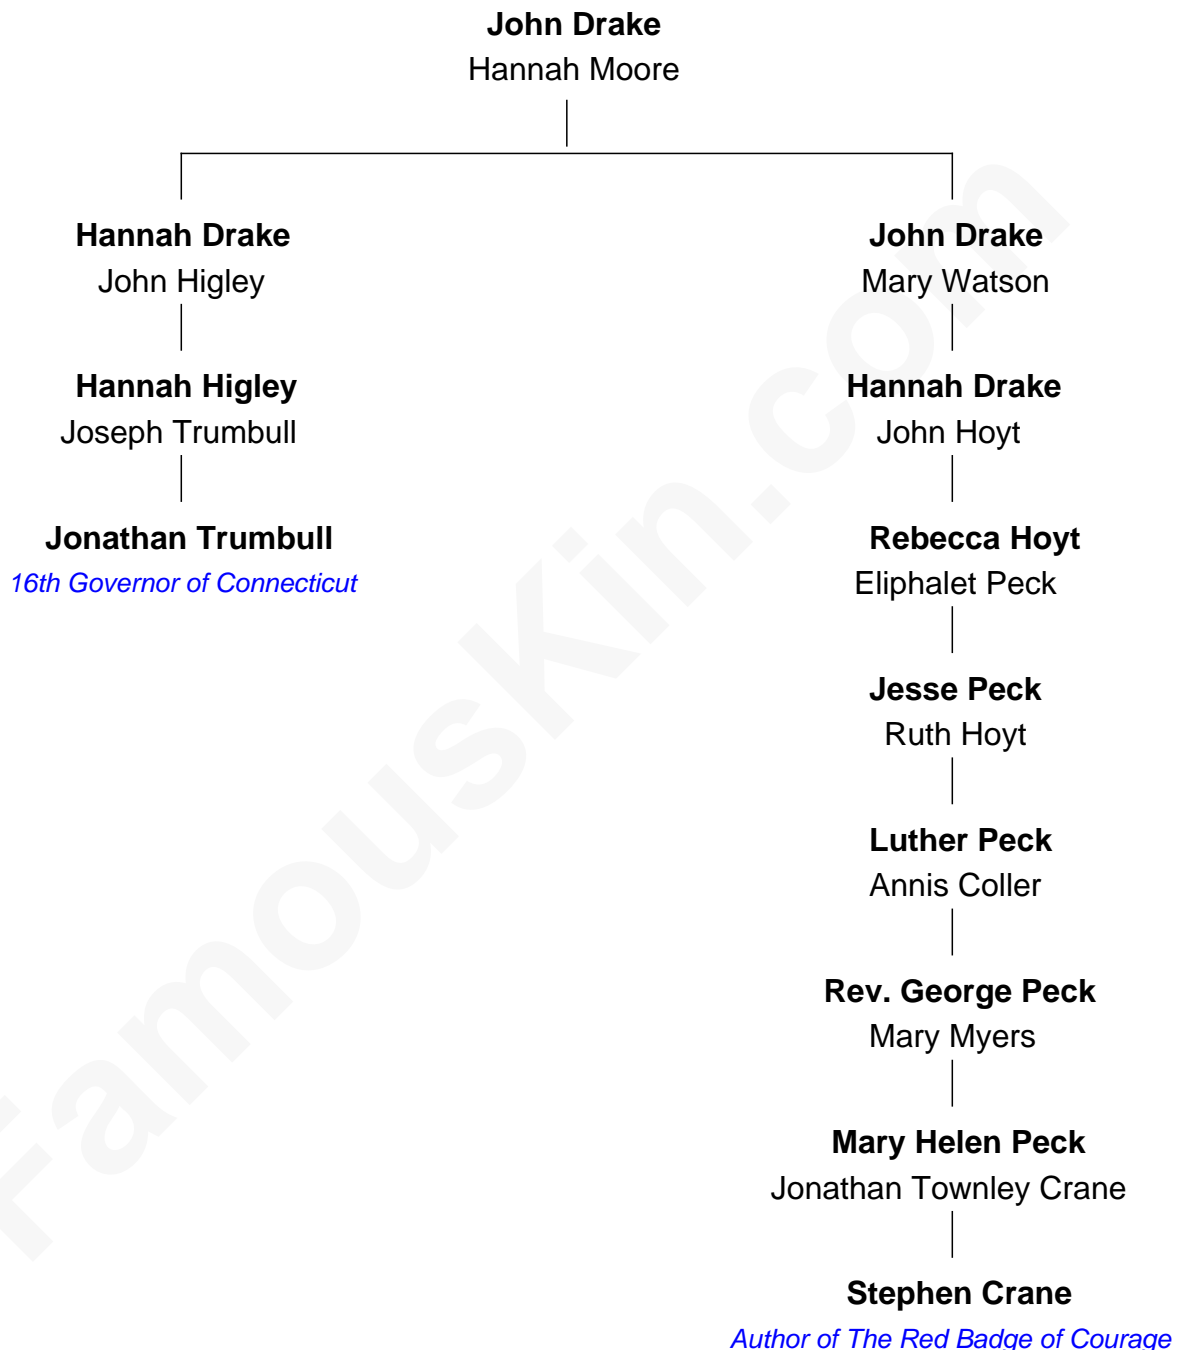 John Drake
Hannah Moore
Hannah Drake
John Higley
Hannah Higley
Joseph Trumbull
Jonathan Trumbull
16th Governor of Connecticut
John Drake
Mary Watson
Hannah Drake
John Hoyt
Rebecca Hoyt
Eliphalet Peck
Jesse Peck
Ruth Hoyt
Luther Peck
Annis Coller
Rev. George Peck
Mary Myers
Mary Helen Peck
Jonathan Townley Crane
Stephen Crane
Author of The Red Badge of Courage
FamousKin.com